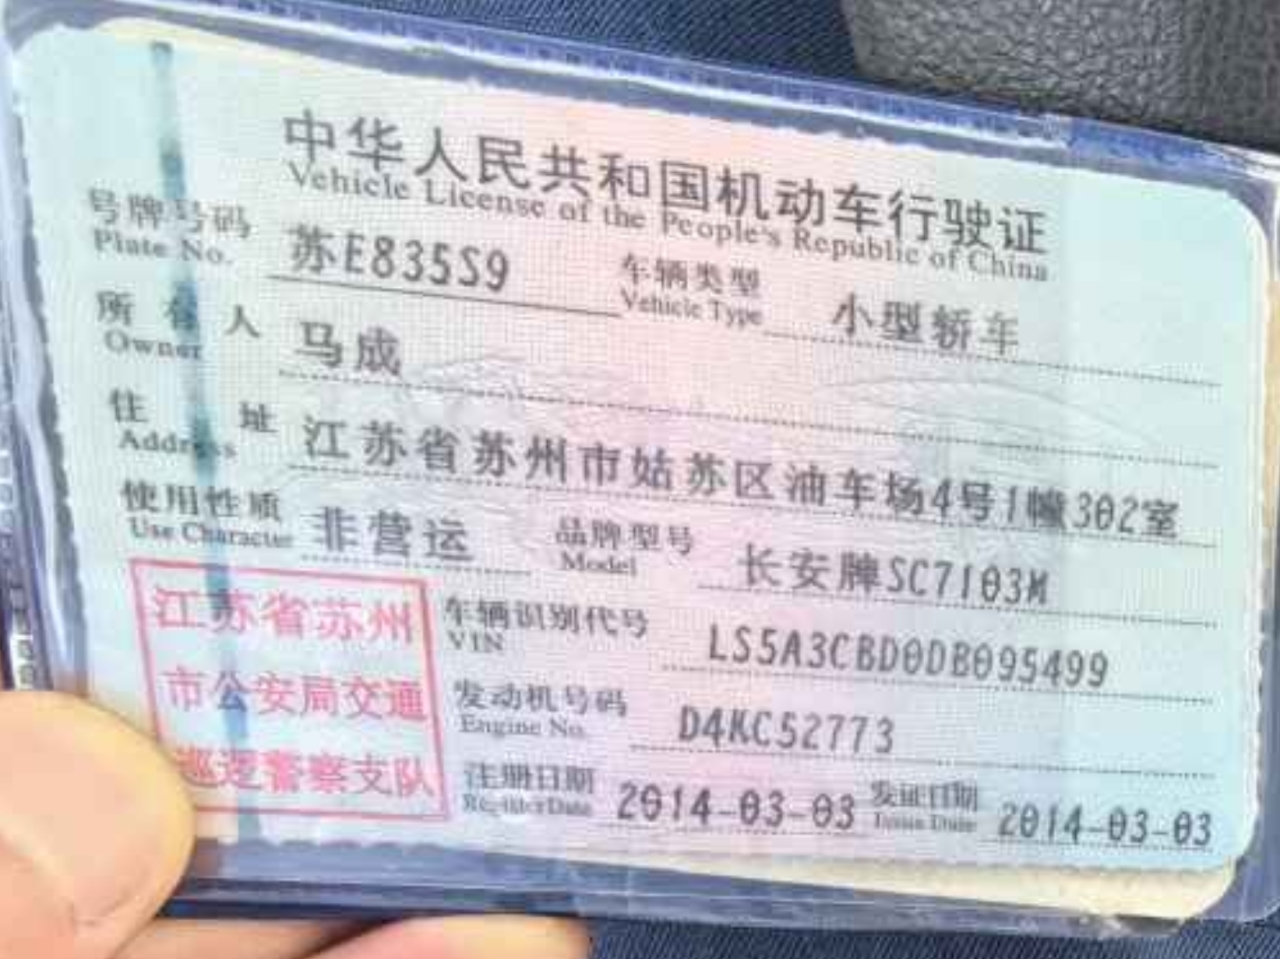 中华人民共和国机动车行驶证
Vehicle License of the People's Republic of China
号牌号码 苏E835S9 车辆类型 小型轿车
Plate No. Vehicle Type
所有人 马成
Owner
住址 江苏省苏州市姑苏区油车场4号1幢302室
Address
使用性质 非营运 品牌型号 长安牌SC7103M
Use Character Model
江苏省苏州
市公安局交通
巡逻警察支队
车辆识别代号 LS5A3CBD0DB095499
VIN
发动机号码 D4KC52773
Engine No.
注册日期 2014-03-03 发证日期 2014-03-03
Register Date Issue Date